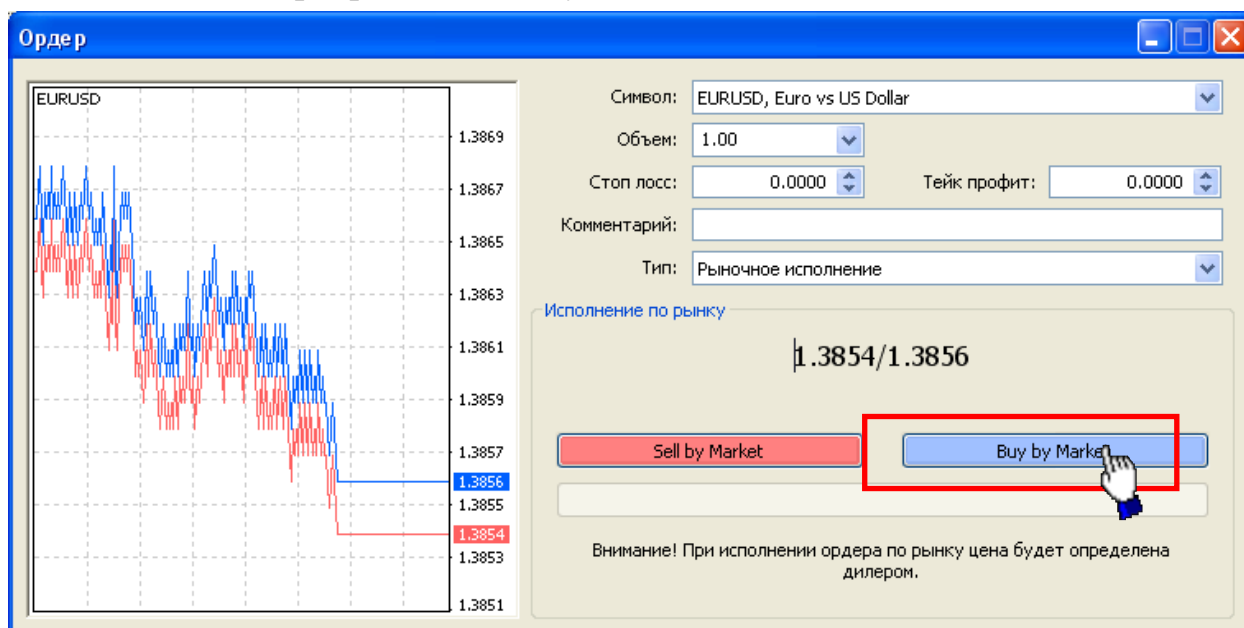 Ордер
EURUSD
1.3869
1.3867
1.3865
1.3863
1.3861
1.3859
1.3857
1.3856
1.3855
1.3854
1.3853
1.3851
Символ: EURUSD, Euro vs US Dollar
Объем: 1.00
Стоп лосс: 0.0000 Тейк профит: 0.0000
Комментарий:
Тип: Рыночное исполнение
Исполнение по рынку
1.3854/1.3856
Sell by Market Buy by Market
Внимание! При исполнении ордера по рынку цена будет определена
дилером.